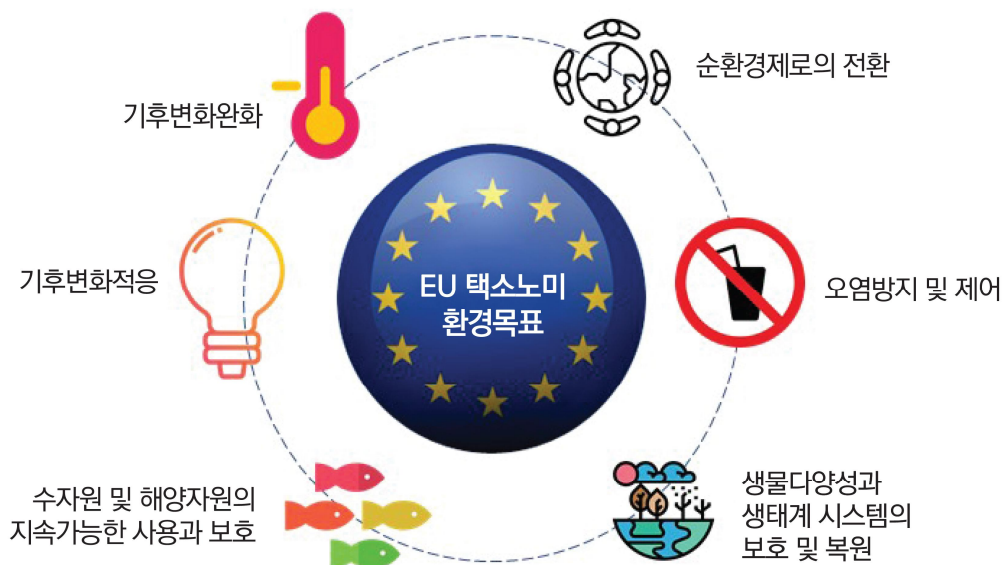 기후변화완화
순환경제로의 전환
기후변화적응
EU 택소노미
환경목표
오염방지 및 제어
수자원 및 해양자원의
지속가능한 사용과 보호
생물다양성과
생태계 시스템의
보호 및 복원